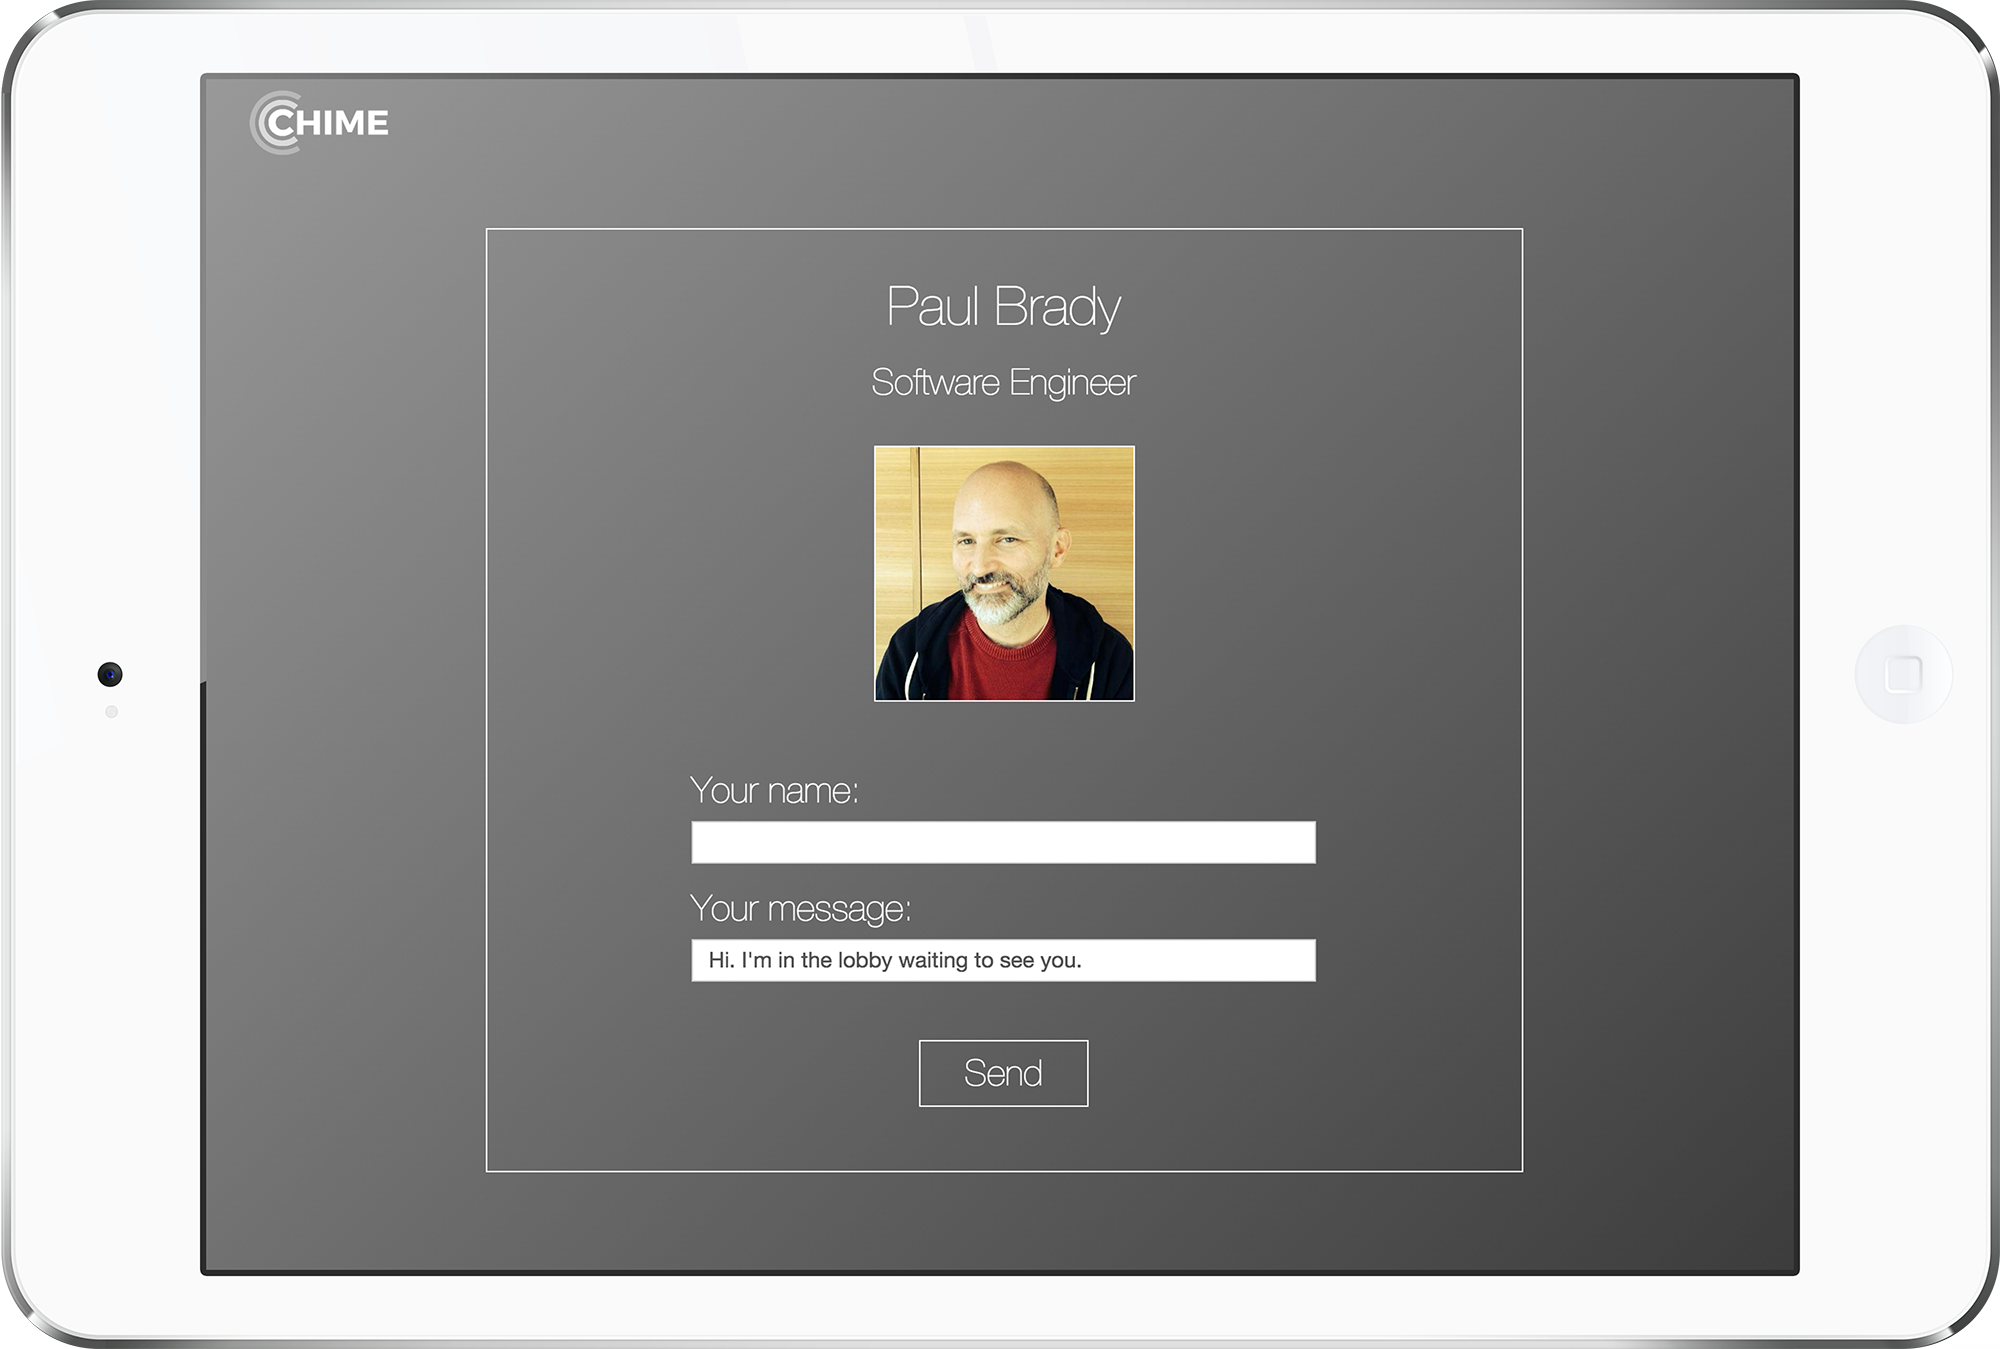 CHIME
Paul Brady
Software Engineer
Your name:
Your message:
Hi. I'm in the lobby waiting to see you.
Send